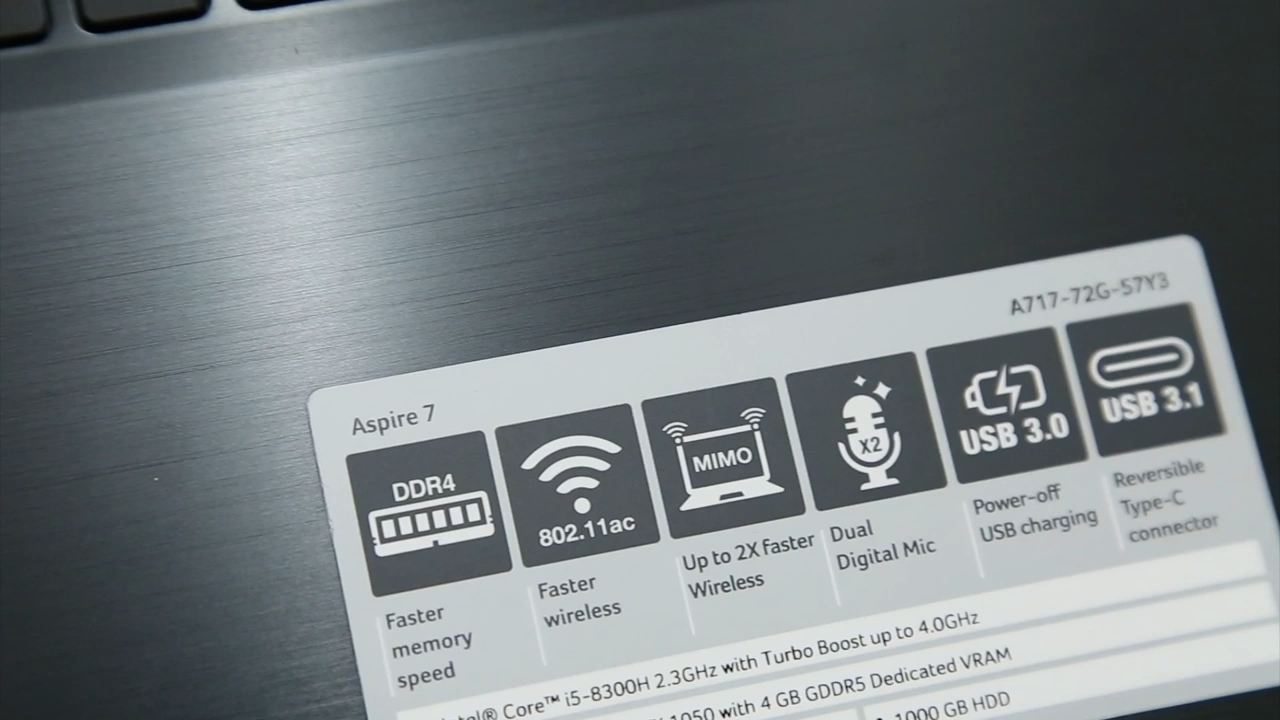 A717-72G-57Y3
Aspire 7
DDR4
802.11ac
MIMO
X2
USB 3.0
USB 3.1
Faster
memory
speed
Faster
wireless
Up to 2X faster
Wireless
Dual
Digital Mic
Power-off
USB charging
Reversible
Type-C
connector
Core™ i5-8300H 2.3GHz with Turbo Boost up to 4.0GHz
1050 with 4 GB GDDR5 Dedicated VRAM
1000 GB HDD